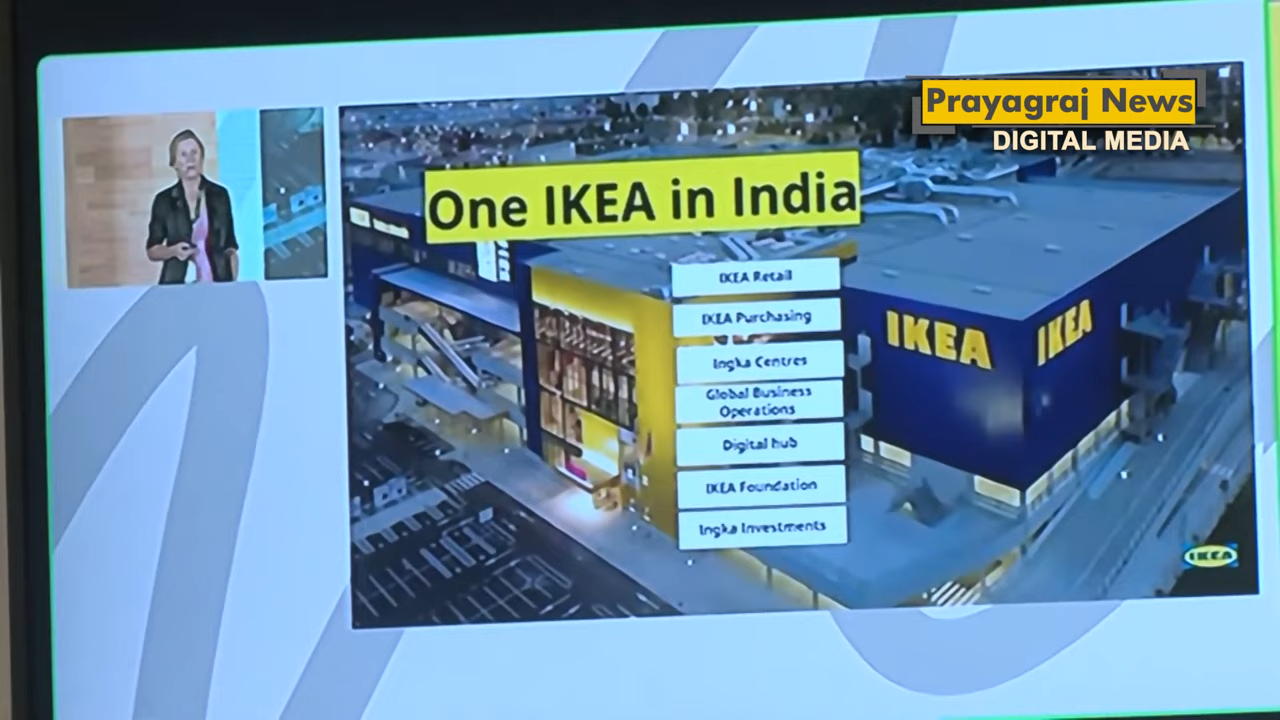 Prayagraj News
DIGITAL MEDIA
One IKEA in India
IKEA Retail
IKEA Purchasing
Ingka Centres
Global Business
Operations
Digital hub
IKEA Foundation
Ingka Investments
IKEA
IKEA
IKEA